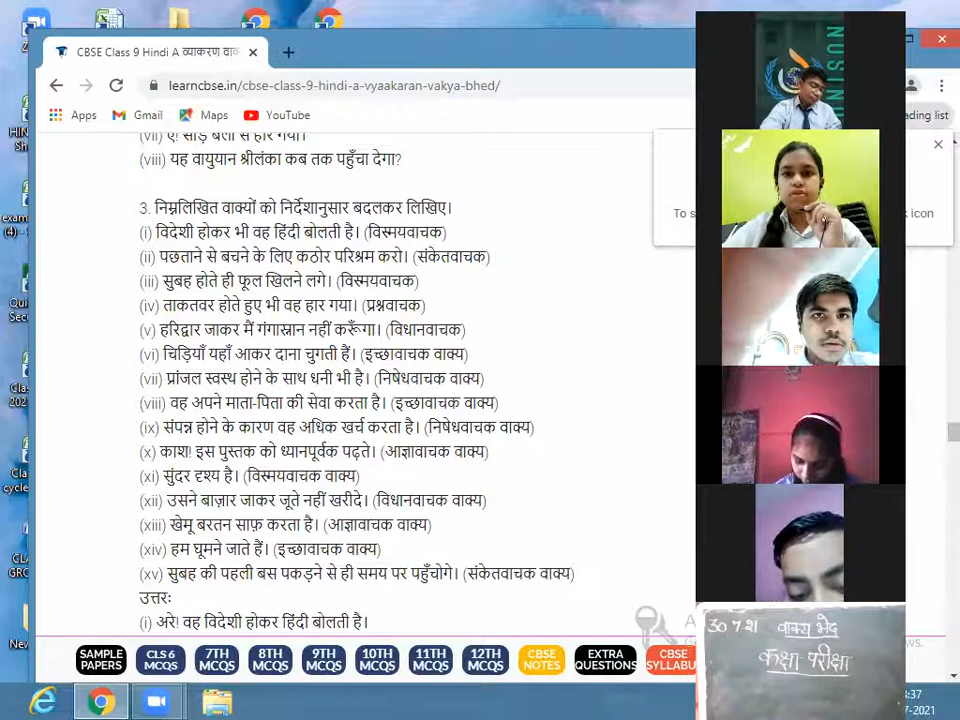 CBSE Class 9 Hindi A व्याकरण वाक
learncbse.in/cbse-class-9-hindi-a-vyaakaran-vakya-bhed/
Apps Gmail Maps YouTube
(viii) यह वायुयान श्रीलंका कब तक पहुँचा देगा?
3. निम्नलिखित वाक्यों को निर्देशानुसार बदलकर लिखिए।
(i) विदेशी होकर भी वह हिंदी बोलती है। (विस्मयवाचक)
(ii) पछताने से बचने के लिए कठोर परिश्रम करो। (संकेतवाचक)
(iii) सुबह होते ही फूल खिलने लगे। (विस्मयवाचक)
(iv) ताकतवर होते हुए भी वह हार गया। (प्रश्नवाचक)
(v) हरिद्वार जाकर मैं गंगास्नान नहीं करूँगा। (विधानवाचक)
(vi) चिड़ियाँ यहाँ आकर दाना चुगती हैं। (इच्छावाचक वाक्य)
(vii) प्रांजल स्वस्थ होने के साथ धनी भी है। (निषेधवाचक वाक्य)
(viii) वह अपने माता-पिता की सेवा करता है। (इच्छावाचक वाक्य)
(ix) संपन्न होने के कारण वह अधिक खर्च करता है। (निषेधवाचक वाक्य)
(x) काश! इस पुस्तक को ध्यानपूर्वक पढ़ते। (आज्ञावाचक वाक्य)
(xi) सुंदर दृश्य है। (विस्मयवाचक वाक्य)
(xii) उसने बाज़ार जाकर जूते नहीं खरीदे। (विधानवाचक वाक्य)
(xiii) खेमू बरतन साफ़ करता है। (आज्ञावाचक वाक्य)
(xiv) हम घूमने जाते हैं। (इच्छावाचक वाक्य)
(xv) सुबह की पहली बस पकड़ने से ही समय पर पहुँचोगे। (संकेतवाचक वाक्य)
उत्तरः
(i) अरे! वह विदेशी होकर हिंदी बोलती है।
SAMPLE PAPERS
CLS 6 MCQS
7TH MCQS
8TH MCQS
9TH MCQS
10TH MCQS
11TH MCQS
12TH MCQS
CBSE NOTES
EXTRA QUESTIONS
CBSE
30
वाक्य भेद
कक्षा परीक्षा
To s
icon
:37
-2021